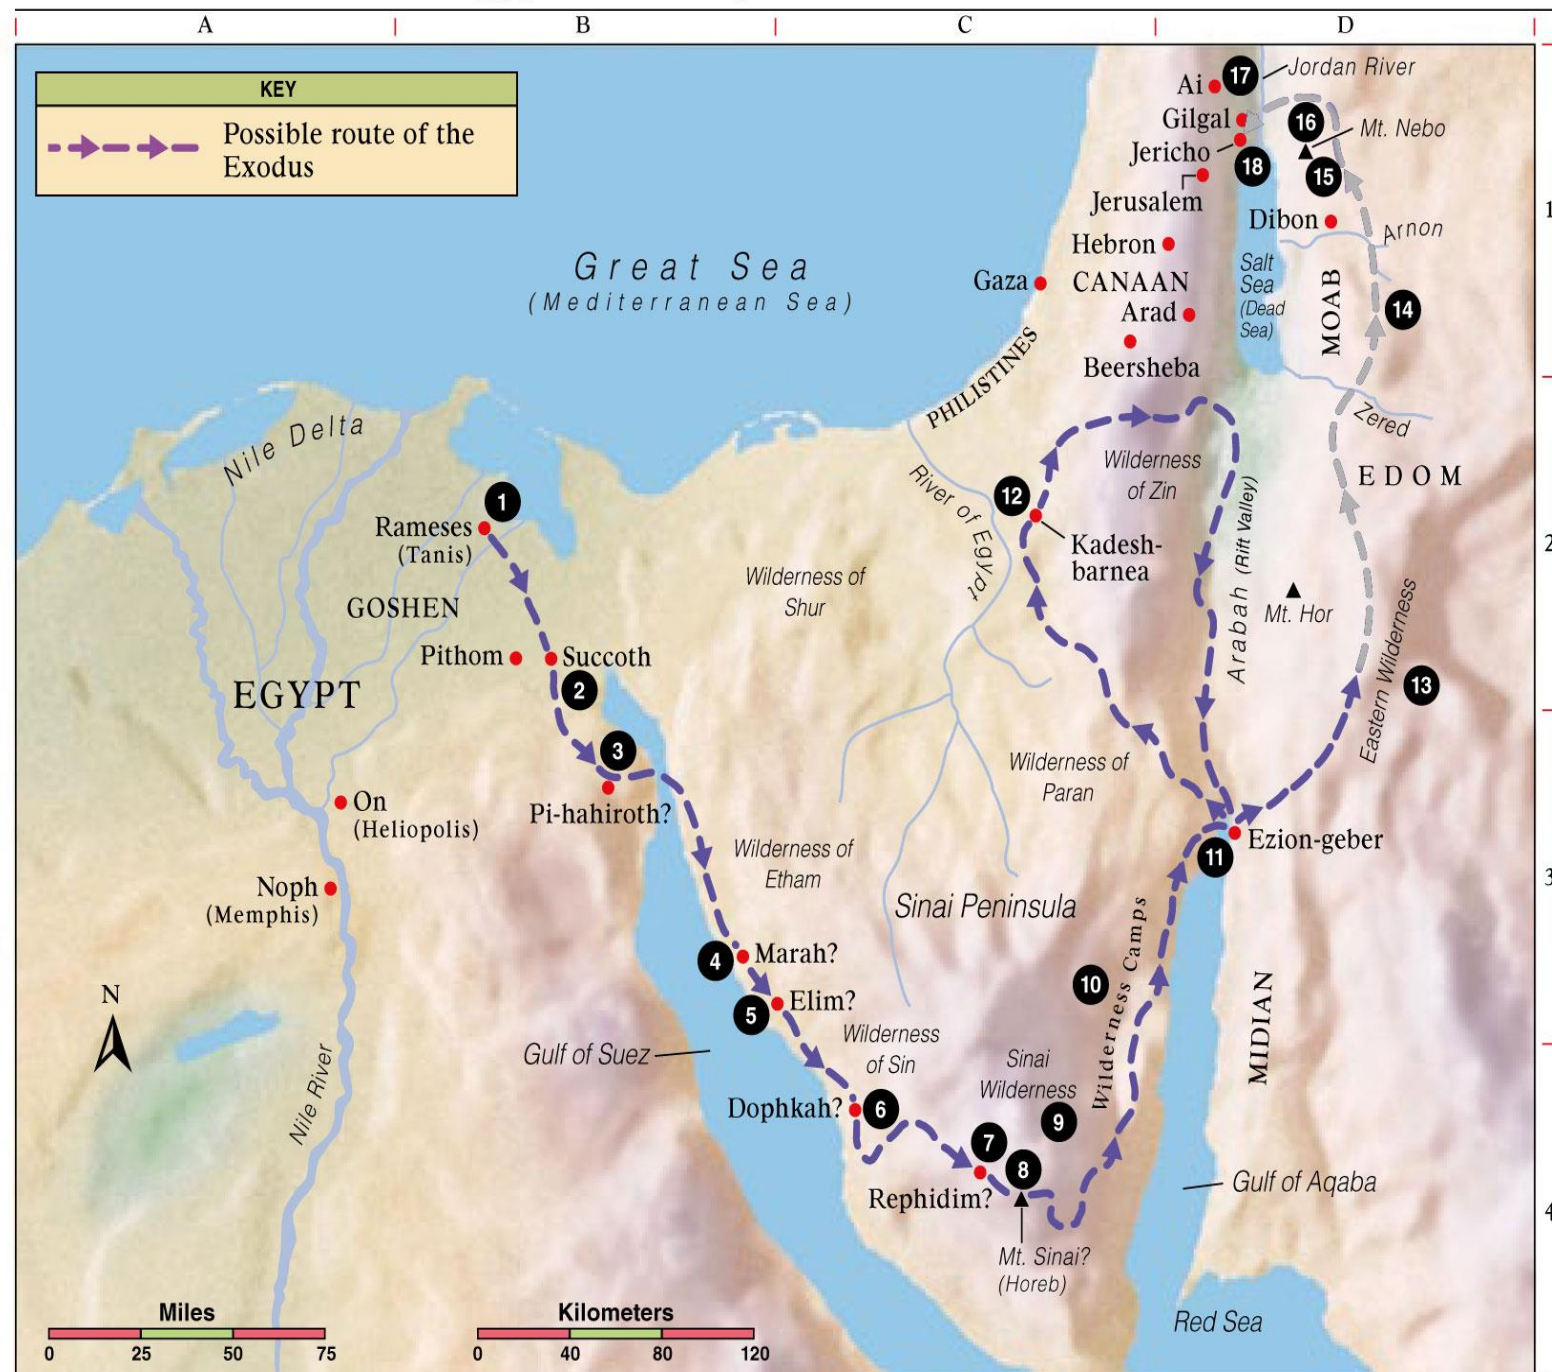 A B C D
KEY
Possible route of the
Exodus
Jordan River
Ai
17
Gilgal
16
Mt. Nebo
Jericho
18
15
Jerusalem
1
Dibon
Arnon
Hebron
Great Sea
(Mediterranean Sea)
Gaza
CANAAN
Salt
Sea
(Dead
Sea)
MOAB
14
Arad
Beersheba
PHILISTINES
Zered
Nile Delta
Wilderness
of Zin
EDOM
1
12
River of Egypt
Arabah (Rift Valley)
Rameses
(Tanis)
Kadesh-
barnea
2
Wilderness of
Shur
GOSHEN
Mt. Hor
Eastern Wilderness
Pithom
Succoth
2
EGYPT
13
3
Wilderness of
Paran
On
(Heliopolis)
Pi-hahiroth?
Ezion-geber
11
Wilderness of
Etham
3
Noph
(Memphis)
Sinai Peninsula
Wilderness Camps
4
Marah?
10
N
5
Elim?
MIDIAN
Wilderness
of Sin
Gulf of Suez
Sinai
Wilderness
Nile River
Dophkah?
6
9
7
8
Rephidim?
Gulf of Aqaba
4
Mt. Sinai?
(Horeb)
Miles
0 25 50 75
Kilometers
0 40 80 120
Red Sea